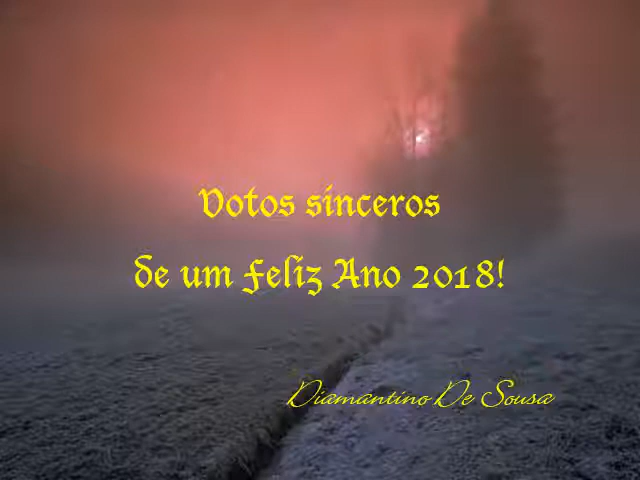 Votos sinceros
de um Feliz Ano 2018!
Diamantino De Sousa